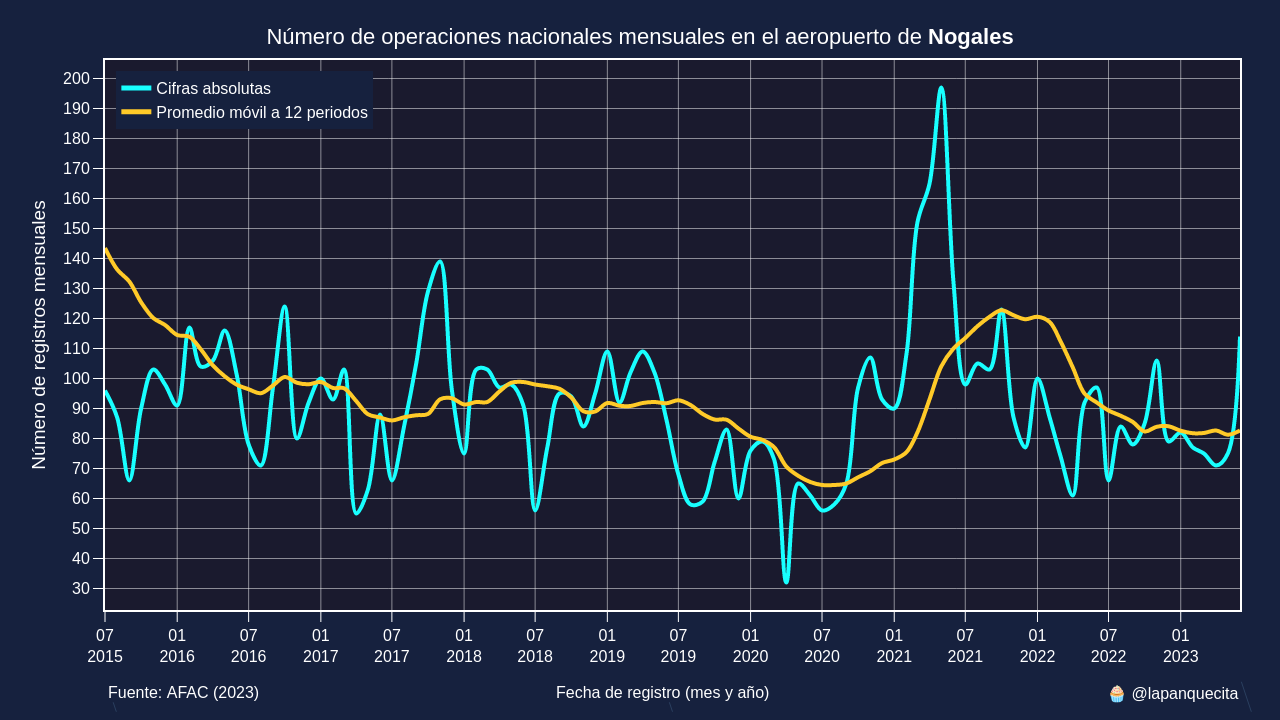 Número de operaciones nacionales mensuales en el aeropuerto de Nogales
Cifras absolutas
Promedio móvil a 12 periodos
Número de registros mensuales
200
190
180
170
160
150
140
130
120
110
100
90
80
70
60
50
40
30
07 01 07 01 07 01 07 01 07 01 07 01 07 01 07 01
2015 2016 2016 2017 2017 2018 2018 2019 2019 2020 2020 2021 2021 2022 2022 2023
Fuente: AFAC (2023)
Fecha de registro (mes y año)
🧁 @lapanquecita